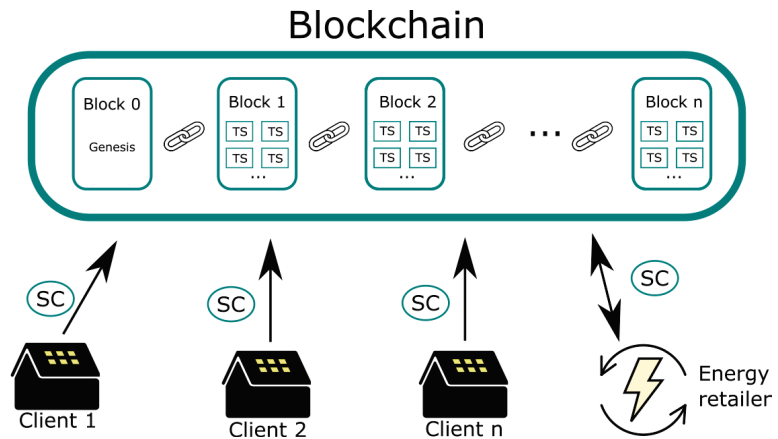 Blockchain
Block 0
Genesis
Block 1
TS TS
TS TS
...
Block 2
TS TS
TS TS
...
...
Block n
TS TS
TS TS
...
SC
SC
SC
SC
Client 1
Client 2
Client n
Energy
retailer